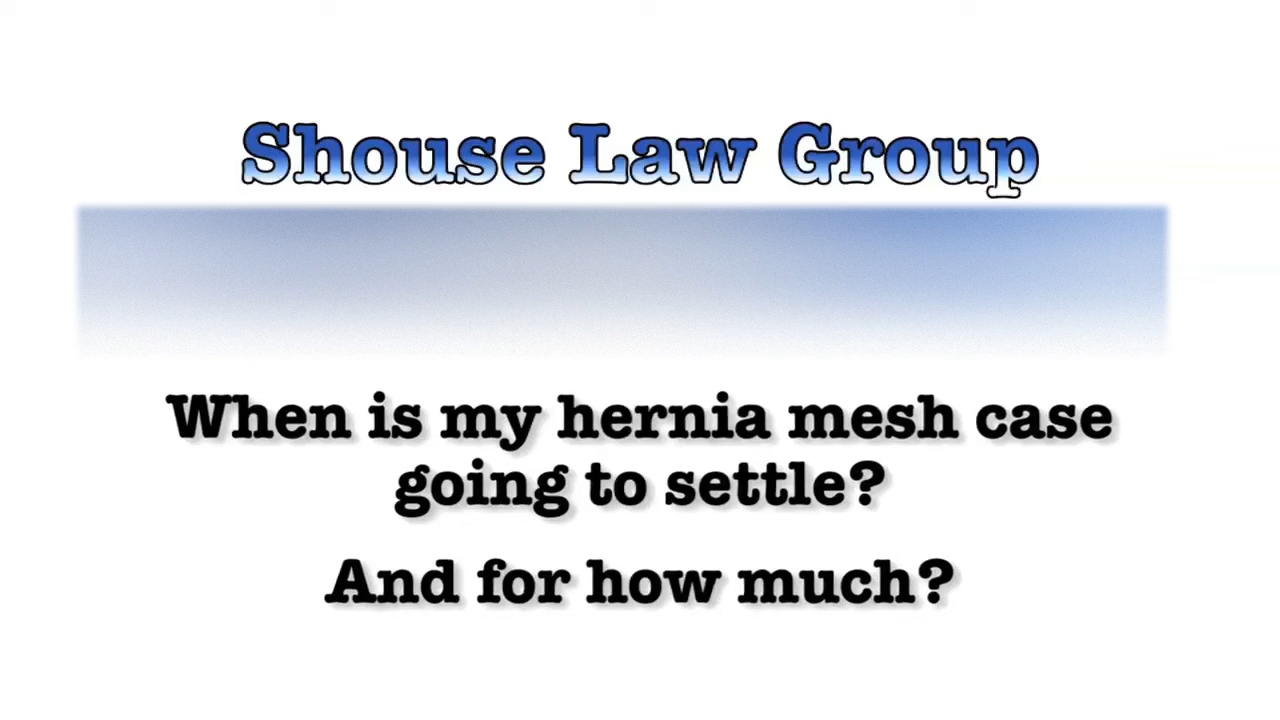 Shouse Law Group
When is my hernia mesh case
going to settle?
And for how much?